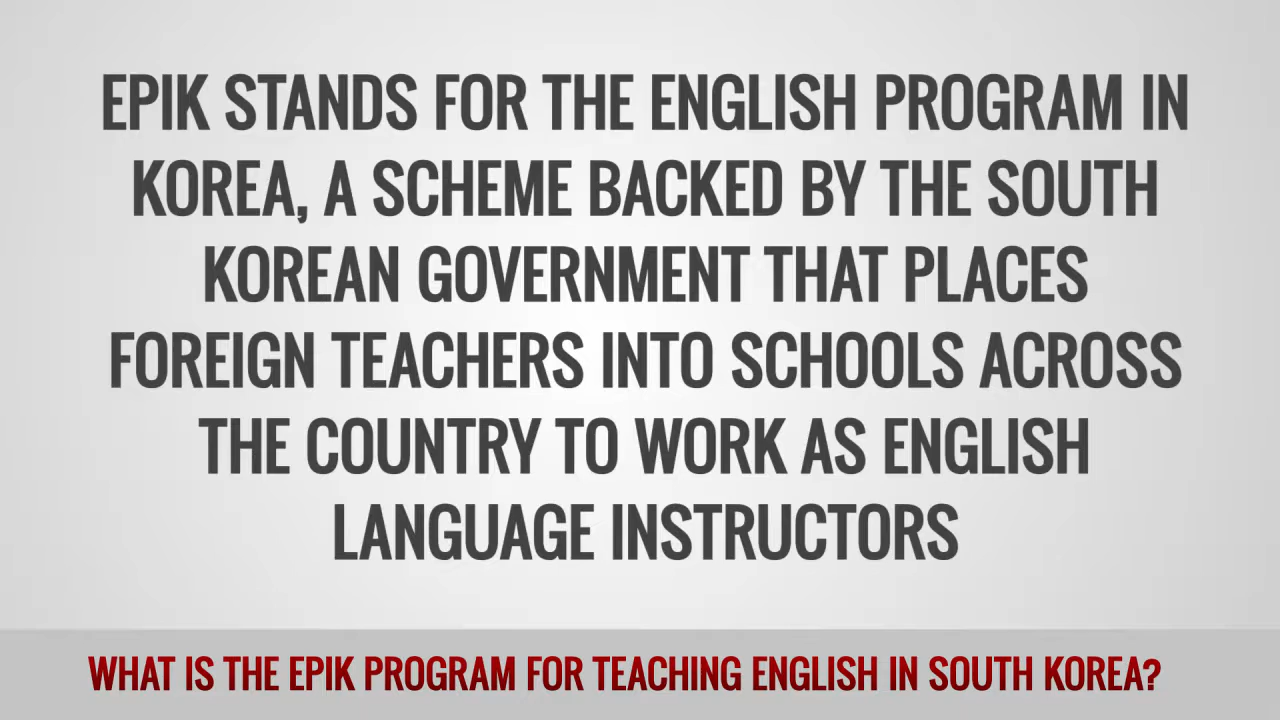 EPIK STANDS FOR THE ENGLISH PROGRAM IN
KOREA, A SCHEME BACKED BY THE SOUTH
KOREAN GOVERNMENT THAT PLACES
FOREIGN TEACHERS INTO SCHOOLS ACROSS
THE COUNTRY TO WORK AS ENGLISH
LANGUAGE INSTRUCTORS
WHAT IS THE EPIK PROGRAM FOR TEACHING ENGLISH IN SOUTH KOREA?